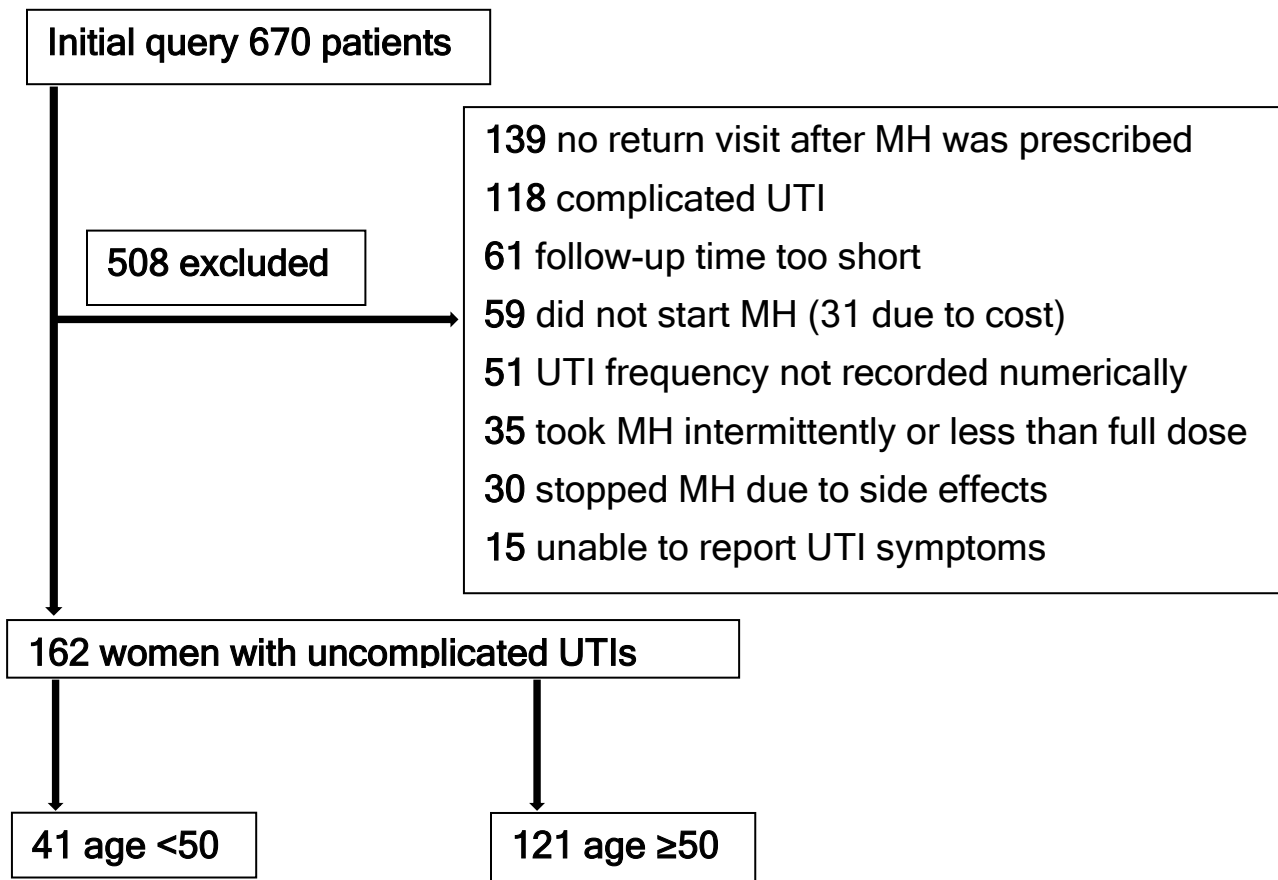 Initial query 670 patients
139 no return visit after MH was prescribed
118 complicated UTI
508 excluded
61 follow-up time too short
59 did not start MH (31 due to cost)
51 UTI frequency not recorded numerically
35 took MH intermittently or less than full dose
30 stopped MH due to side effects
15 unable to report UTI symptoms
162 women with uncomplicated UTIs
41 age <50
121 age ≥50